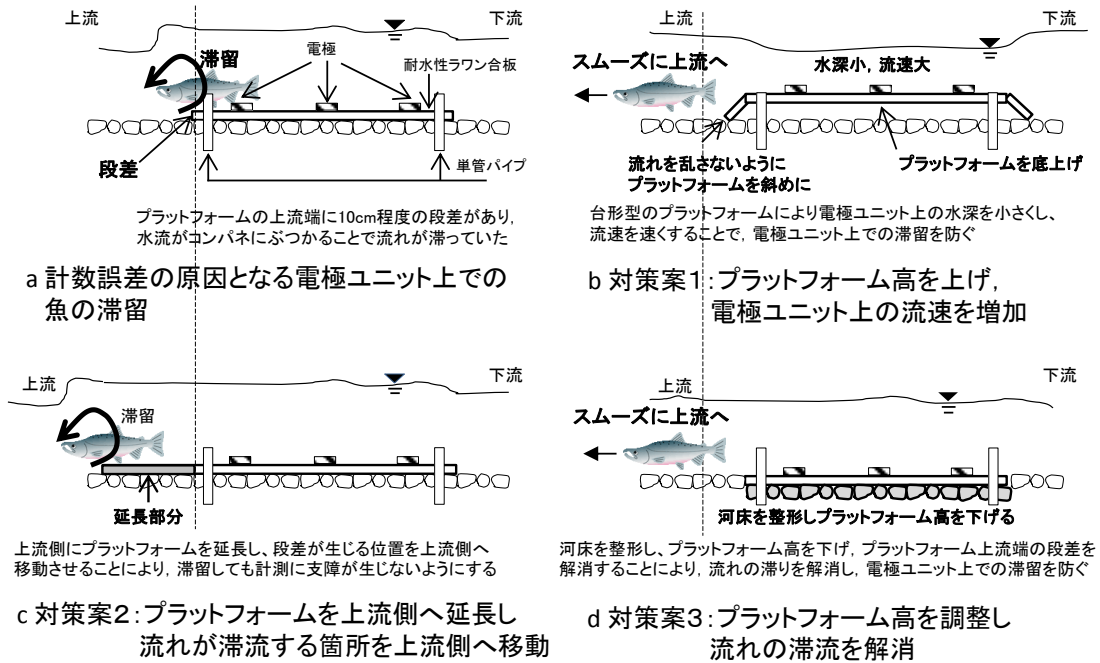 上流
下流
滞留
電極
耐水性ラワン合板
段差
単管パイプ
プラットフォームの上流端に10cm程度の段差があり,
水流がコンパネにぶつかることで流れが滞っていた
a 計数誤差の原因となる電極ユニット上での
魚の滞留
上流
下流
スムーズに上流へ
水深小, 流速大
流れを乱さないように
プラットフォームを斜めに
プラットフォームを底上げ
台形型のプラットフォームにより電極ユニット上の水深を小さくし、
流速を速くすることで, 電極ユニット上での滞留を防ぐ
b 対策案1:プラットフォーム高を上げ,
電極ユニット上の流速を増加
上流
下流
滞留
延長部分
上流側にプラットフォームを延長し、段差が生じる位置を上流側へ
移動させることにより, 滞留しても計測に支障が生じないようにする
c 対策案2:プラットフォームを上流側へ延長し
流れが滞流する箇所を上流側へ移動
上流
下流
スムーズに上流へ
河床を整形しプラットフォーム高を下げる
河床を整形し、プラットフォーム高を下げ, プラットフォーム上流端の段差を
解消することにより, 流れの滞りを解消し, 電極ユニット上での滞留を防ぐ
d 対策案3:プラットフォーム高を調整し
流れの滞流を解消